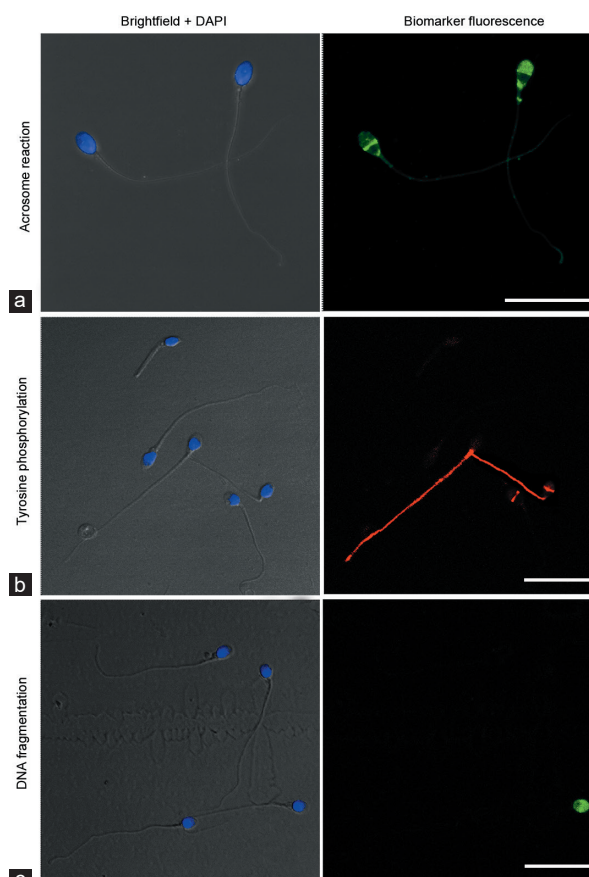 Brightfield + DAPI
Biomarker fluorescence
Acrosome reaction
a
Tyrosine phosphorylation
b
DNA fragmentation